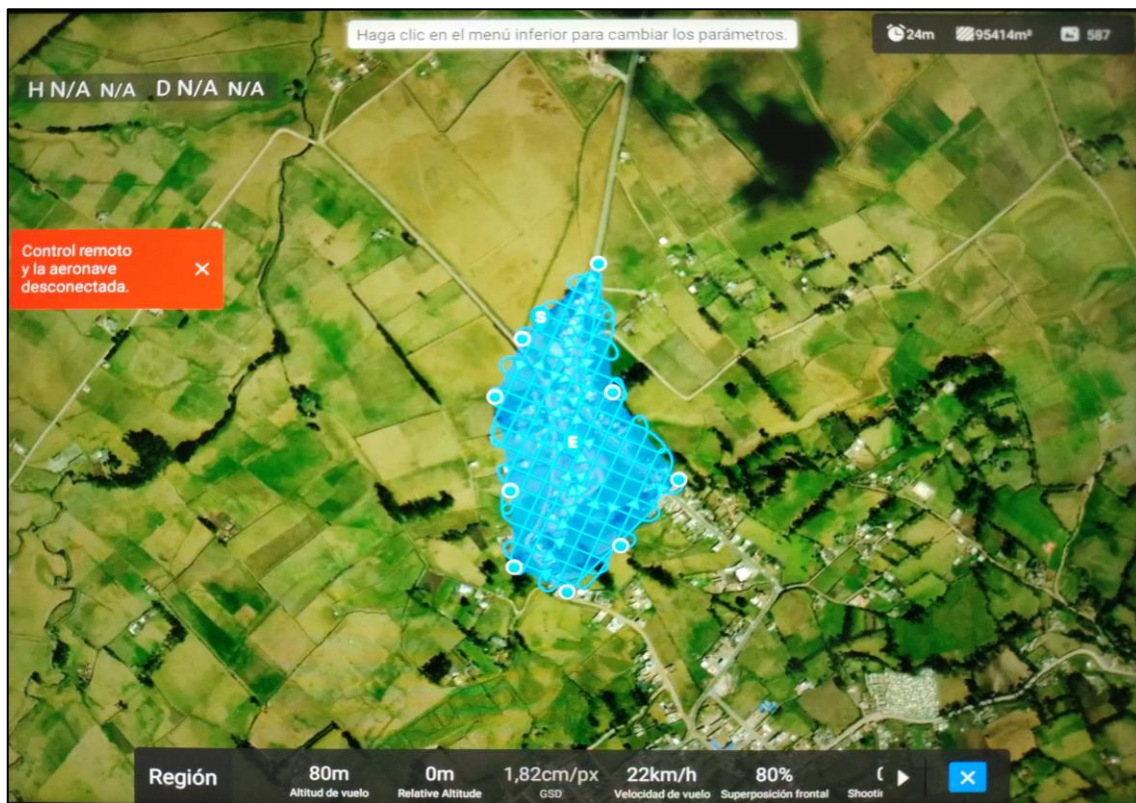 Haga clic en el menú inferior para cambiar los parámetros.
24m 95414m² 587
H N/A N/A D N/A N/A
Control remoto
y la aeronave
desconectada.
S
E
Región
80m 0m 1,82cm/px 22km/h 80%
Altitud de vuelo Relative Altitude GSD Velocidad de vuelo Superposición frontal